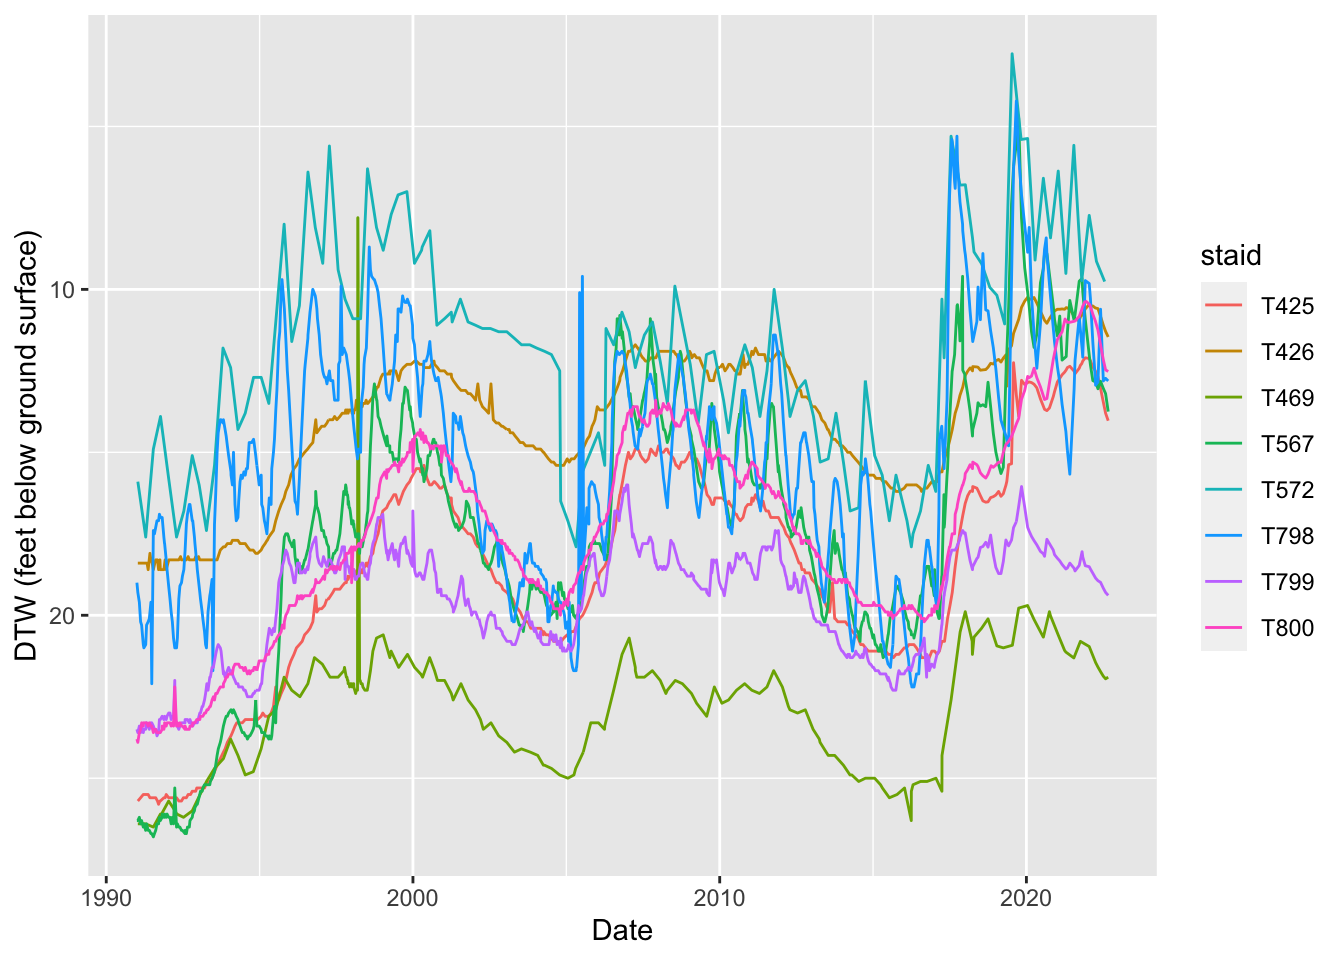 DTW (feet below ground surface)
10
20
1990
2000
2010
2020
Date
staid
T425
T426
T469
T567
T572
T798
T799
T800